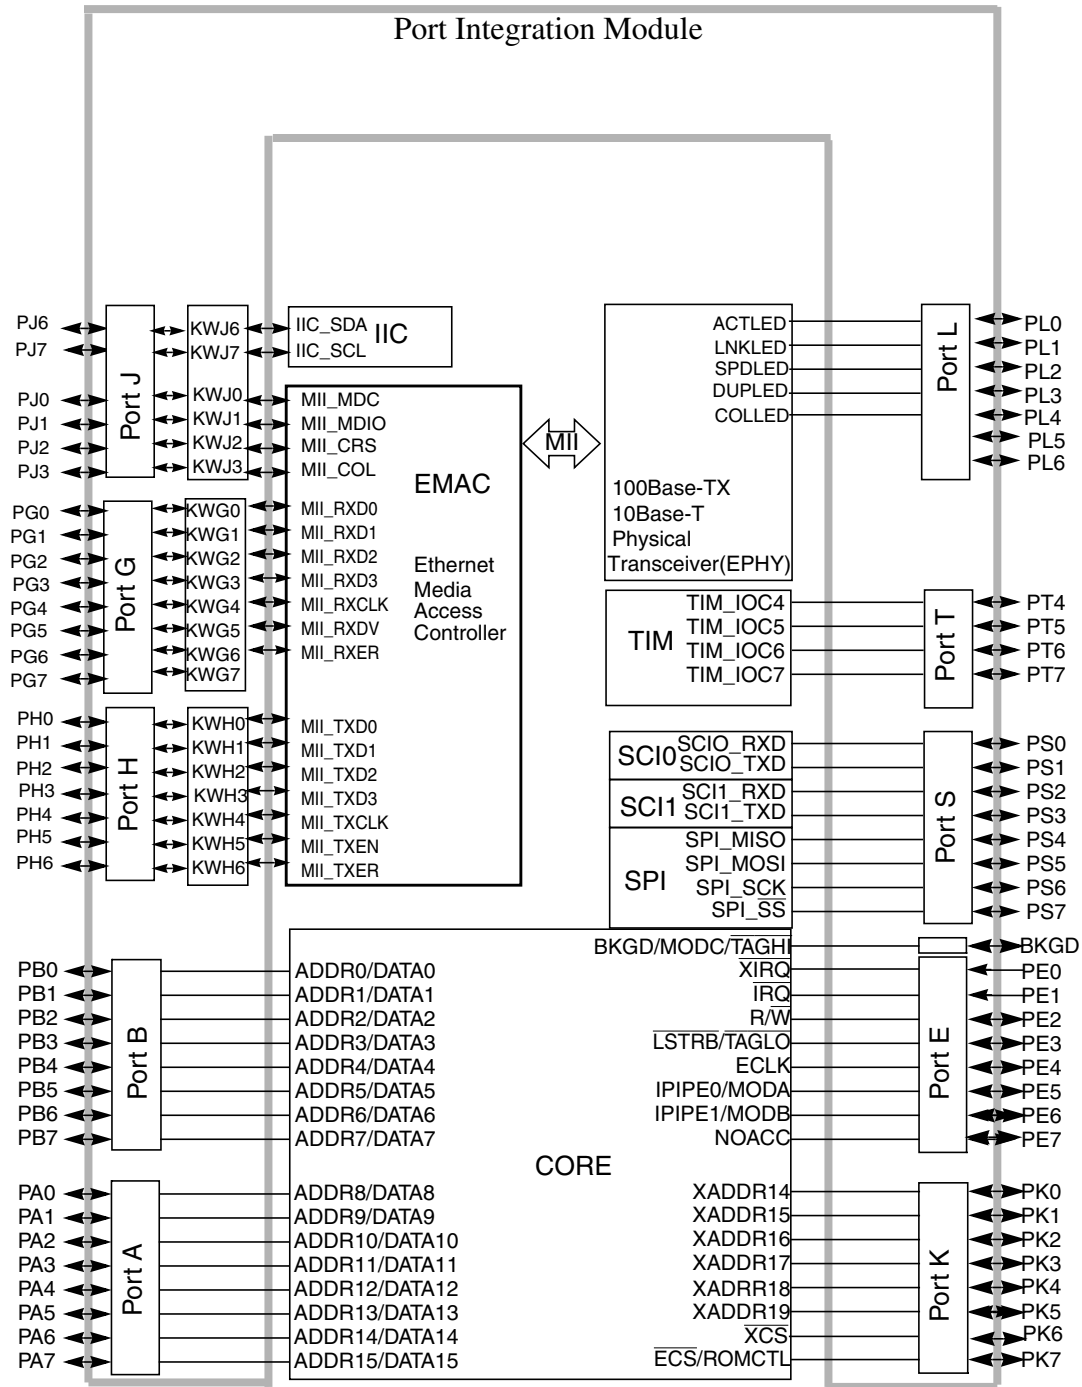 Port Integration Module
PJ6
PJ7
PJ0
PJ1
PJ2
PJ3
Port J
KWJ6
KWJ7
KWJ0
KWJ1
KWJ2
KWJ3
IIC_SDA
IIC_SCL
IIC
PG0
PG1
PG2
PG3
PG4
PG5
PG6
PG7
Port G
KWG0
KWG1
KWG2
KWG3
KWG4
KWG5
KWG6
KWG7
PH0
PH1
PH2
PH3
PH4
PH5
PH6
Port H
KWH0
KWH1
KWH2
KWH3
KWH4
KWH5
KWH6
MII_MDC
MII_MDIO
MII_CRS
MII_COL
MII_RXD0
MII_RXD1
MII_RXD2
MII_RXD3
MII_RXCLK
MII_RXDV
MII_RXER
MII_TXD0
MII_TXD1
MII_TXD2
MII_TXD3
MII_TXCLK
MII_TXEN
MII_TXER
EMAC
Ethernet
Media
Access
Controller
MII
ACTLED
LNKLED
SPDLED
DUPLED
COLLED
100Base-TX
10Base-T
Physical
Transceiver(EPHY)
Port L
PL0
PL1
PL2
PL3
PL4
PL5
PL6
TIM
TIM_IOC4
TIM_IOC5
TIM_IOC6
TIM_IOC7
Port T
PT4
PT5
PT6
PT7
SCI0
SCIO_RXD
SCIO_TXD
SCI1
SCI1_RXD
SCI1_TXD
SPI
SPI_MISO
SPI_MOSI
SPI_SCK
SPI_SS
Port S
PS0
PS1
PS2
PS3
PS4
PS5
PS6
PS7
PB0
PB1
PB2
PB3
PB4
PB5
PB6
PB7
Port B
ADDR0/DATA0
ADDR1/DATA1
ADDR2/DATA2
ADDR3/DATA3
ADDR4/DATA4
ADDR5/DATA5
ADDR6/DATA6
ADDR7/DATA7
PA0
PA1
PA2
PA3
PA4
PA5
PA6
PA7
Port A
ADDR8/DATA8
ADDR9/DATA9
ADDR10/DATA10
ADDR11/DATA11
ADDR12/DATA12
ADDR13/DATA13
ADDR14/DATA14
ADDR15/DATA15
CORE
BKGD/MODC/TAGHI
XIRQ
IRQ
R/W
LSTRB/TAGLO
ECLK
IPIPE0/MODA
IPIPE1/MODB
NOACC
BKGD
Port E
PE0
PE1
PE2
PE3
PE4
PE5
PE6
PE7
XADDR14
XADDR15
XADDR16
XADDR17
XADRR18
XADDR19
XCS
ECS/ROMCTL
Port K
PK0
PK1
PK2
PK3
PK4
PK5
PK6
PK7